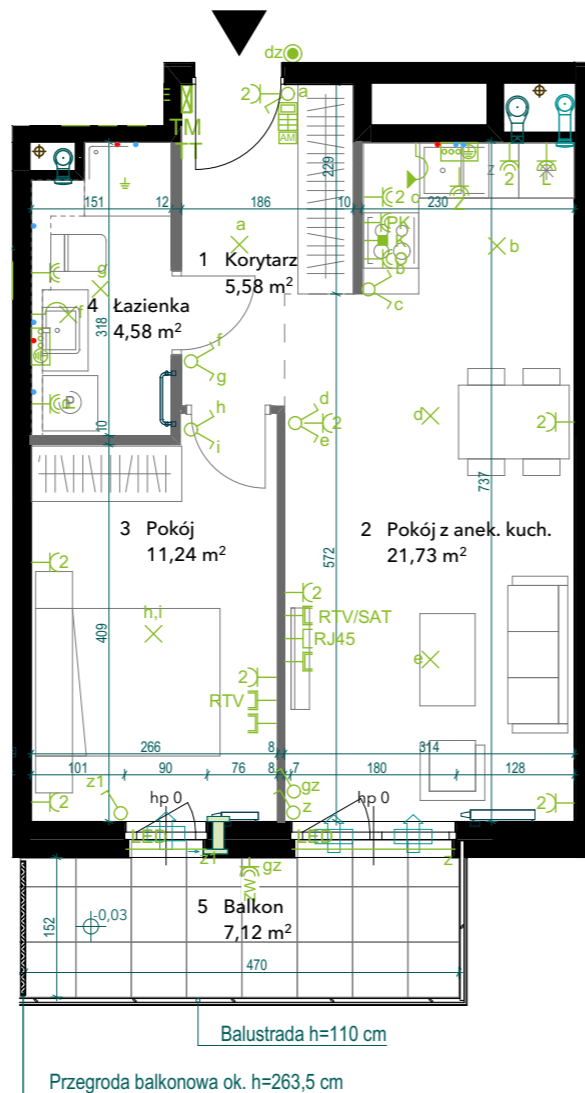 dz
2
a
TM
TT
AM
229
151
12
186
10
230
a
1 Korytarz
5,58 m²
2
c
z
2
L
PK
K
b
b
c
g
f
4 Łazienka
4,58 m²
318
P
10
f
g
h
i
d
2
e
d
2
737
3 Pokój
11,24 m²
2 Pokój z anek. kuch.
21,73 m²
572
2
2
RTV/SAT
RJ45
h,i
409
e
2
RTV
266
8
314
101
90
76
8
7
180
128
2
z1
hp 0
gz
z
hp 0
2
z1
z
gz
zw
5 Balkon
7,12 m²
-0,03
152
470
Balustrada h=110 cm
Przegroda balkonowa ok. h=263,5 cm